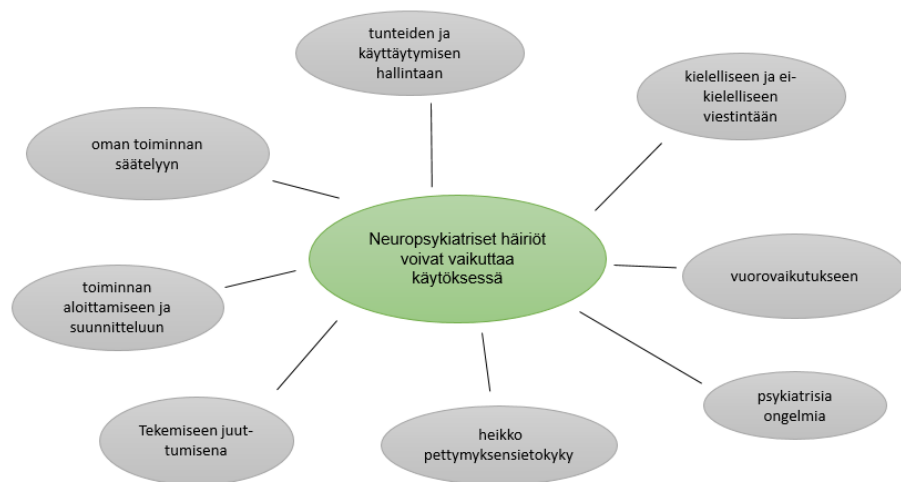 tunteiden ja
käyttäytymisen
hallintaan
kielelliseen ja ei-
kielelliseen
viestintään
oman toiminnan
säätelyyn
Neuropsykiatriset häiriöt
voivat vaikuttaa
käytöksessä
vuorovaikutukseen
toiminnan
aloittamiseen ja
suunnitteluun
psykiatrisia
ongelmia
Tekemiseen juut-
tumisena
heikko
pettymyksensietokyky